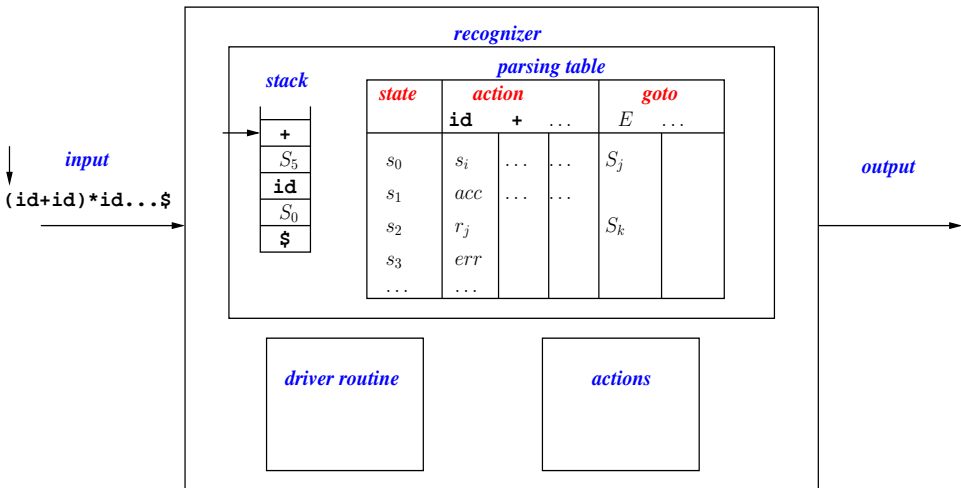 recognizer
parsing table
stack
state action goto
id + ... E ...
+
S5
id
S0
$
s0 si ... ... Sj
s1 acc ... ...
s2 rj Sk
s3 err
... ...
input
(id+id)*id...$
output
driver routine
actions